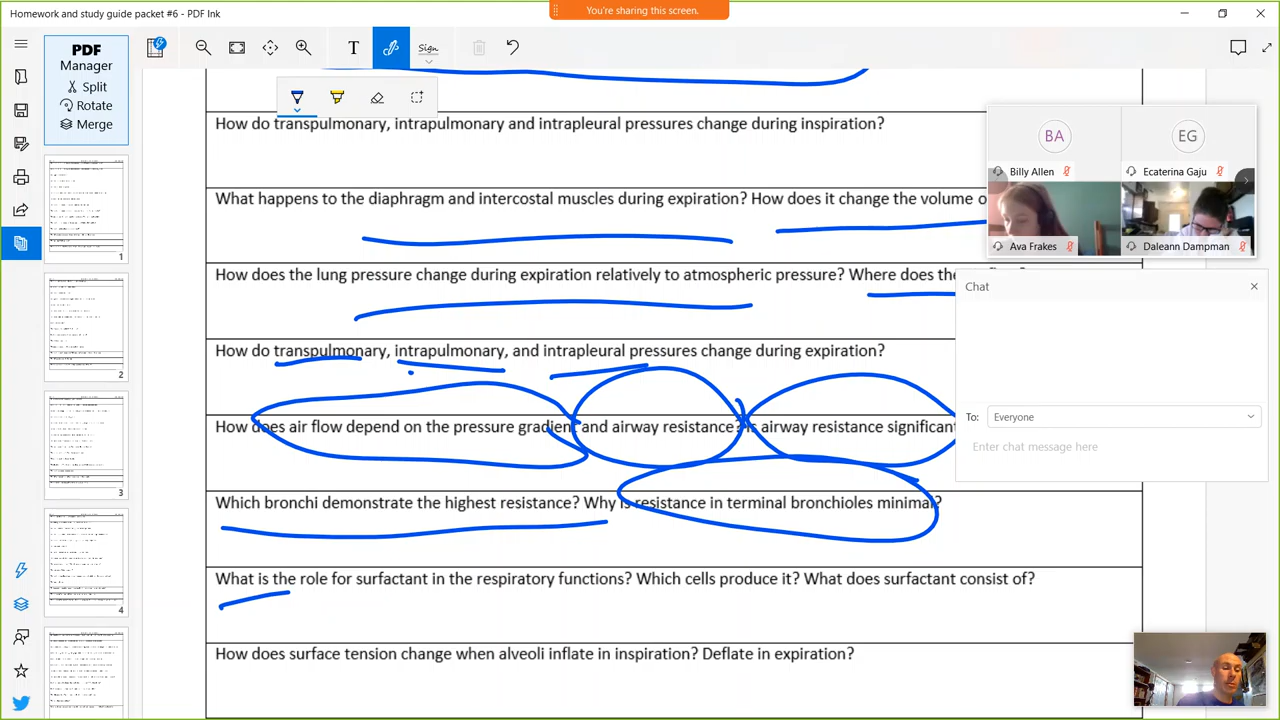 Homework and study guide packet #6 - PDF Ink
You're sharing this screen.
PDF
Manager
Split
Rotate
Merge
T
Sign
How do transpulmonary, intrapulmonary and intrapleural pressures change during inspiration?
BA
EG
Billy Allen
Ecaterina Gaju
What happens to the diaphragm and intercostal muscles during expiration? How does it change the volume o
Ava Frakes
Daleann Dampman
1
How does the lung pressure change during expiration relatively to atmospheric pressure? Where does the
Chat
How do transpulmonary, intrapulmonary, and intrapleural pressures change during expiration?
2
To:
Everyone
How does air flow depend on the pressure gradient and airway resistance? Is airway resistance significan
Enter chat message here
3
Which bronchi demonstrate the highest resistance? Why is resistance in terminal bronchioles minimal?
What is the role for surfactant in the respiratory functions? Which cells produce it? What does surfactant consist of?
4
How does surface tension change when alveoli inflate in inspiration? Deflate in expiration?